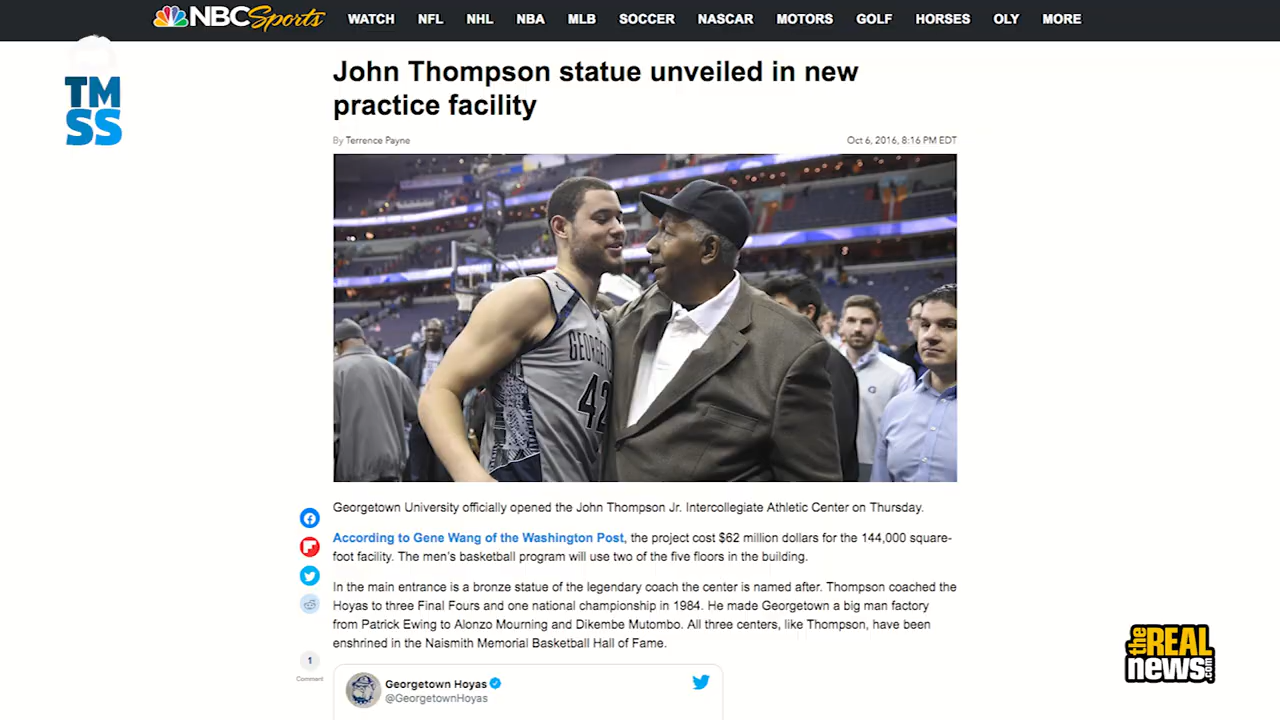 NBC Sports WATCH NFL NHL NBA MLB SOCCER NASCAR MOTORS GOLF HORSES OLY MORE
TM
SS
John Thompson statue unveiled in new
practice facility
By Terrence Payne
Oct 6, 2016, 8:16 PM EDT
GEORGET
42
G
Georgetown University officially opened the John Thompson Jr. Intercollegiate Athletic Center on Thursday.
According to Gene Wang of the Washington Post, the project cost $62 million dollars for the 144,000 square-
foot facility. The men's basketball program will use two of the five floors in the building.
In the main entrance is a bronze statue of the legendary coach the center is named after. Thompson coached the
Hoyas to three Final Fours and one national championship in 1984. He made Georgetown a big man factory
from Patrick Ewing to Alonzo Mourning and Dikembe Mutombo. All three centers, like Thompson, have been
enshrined in the Naismith Memorial Basketball Hall of Fame.
1
Comment
Georgetown Hoyas
@GeorgetownHoyas
the REAL
news.com